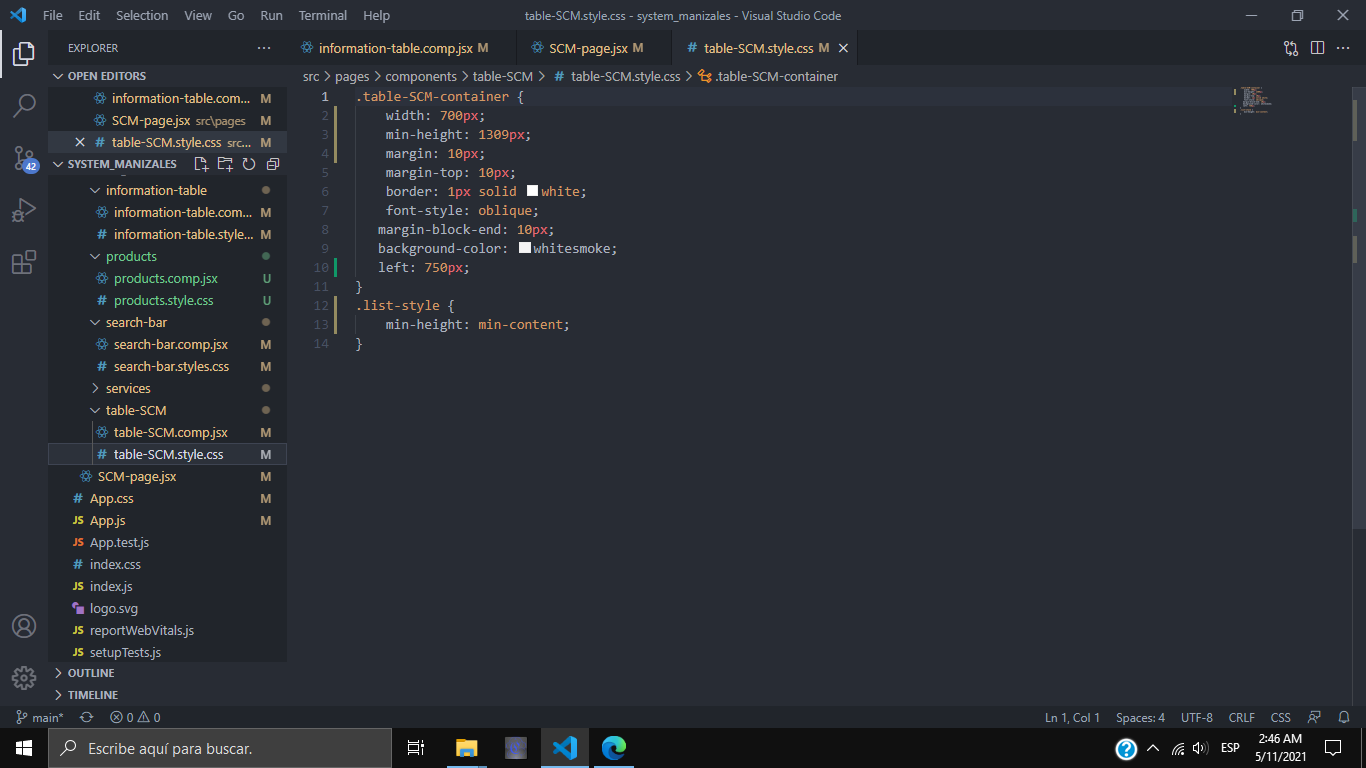 File Edit Selection View Go Run Terminal Help
table-SCM.style.css - system_manizales - Visual Studio Code
EXPLORER ···
OPEN EDITORS
information-table.com... M
SCM-page.jsx src\pages M
table-SCM.style.css src... M
SYSTEM_MANIZALES
information-table
information-table.com... M
information-table.style... M
products
products.comp.jsx U
products.style.css U
search-bar
search-bar.comp.jsx M
search-bar.styles.css M
services
table-SCM
table-SCM.comp.jsx M
table-SCM.style.css M
SCM-page.jsx M
App.css M
App.js M
App.test.js
index.css
index.js
logo.svg
reportWebVitals.js
setupTests.js
OUTLINE
TIMELINE
42
information-table.comp.jsx M
SCM-page.jsx M
table-SCM.style.css M
src > pages > components > table-SCM > # table-SCM.style.css > .table-SCM-container
1 .table-SCM-container {
2 width: 700px;
3 min-height: 1309px;
4 margin: 10px;
5 margin-top: 10px;
6 border: 1px solid white;
7 font-style: oblique;
8 margin-block-end: 10px;
9 background-color: whitesmoke;
10 left: 750px;
11 }
12 .list-style {
13 min-height: min-content;
14 }
main* 0 0
Ln 1, Col 1 Spaces: 4 UTF-8 CRLF CSS
Escribe aquí para buscar.
ESP
2:46 AM
5/11/2021